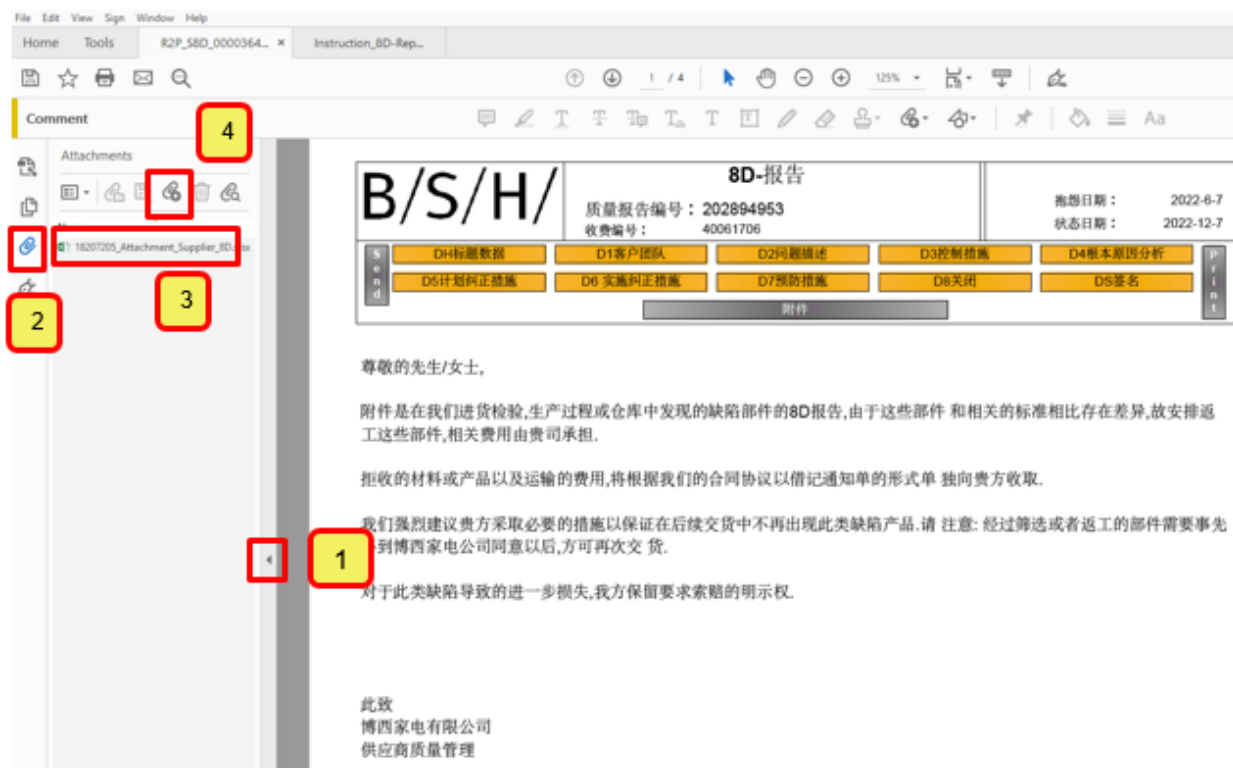 File Edit View Sign Window Help
Home Tools R2P_S8D_0000364... × Instruction_8D-Rep...
1 / 4 125%
Comment
4
Attachments
B/S/H/
8D-报告
质量报告编号：202894953
收费编号： 40061706
抱怨日期： 2022-6-7
状态日期： 2022-12-7
18207205_Attachment_Supplier_8D
Send
DH标题数据 D1客户团队 D2问题描述 D3控制措施 D4根本原因分析
D5计划纠正措施 D6 实施纠正措施 D7预防措施 D8关闭 DS签名
Print
附件
2
3
尊敬的先生/女士,
附件是在我们进货检验,生产过程或仓库中发现的缺陷部件的8D报告,由于这些部件 和相关的标准相比存在差异,故安排返
工这些部件,相关费用由贵司承担.
拒收的材料或产品以及运输的费用,将根据我们的合同协议以借记通知单的形式单 独向贵方收取.
我们强烈建议贵方采取必要的措施以保证在后续交货中不再出现此类缺陷产品.请 注意: 经过筛选或者返工的部件需要事先
到博西家电公司同意以后,方可再次交 货.
1
对于此类缺陷导致的进一步损失,我方保留要求索赔的明示权.
此致
博西家电有限公司
供应商质量管理